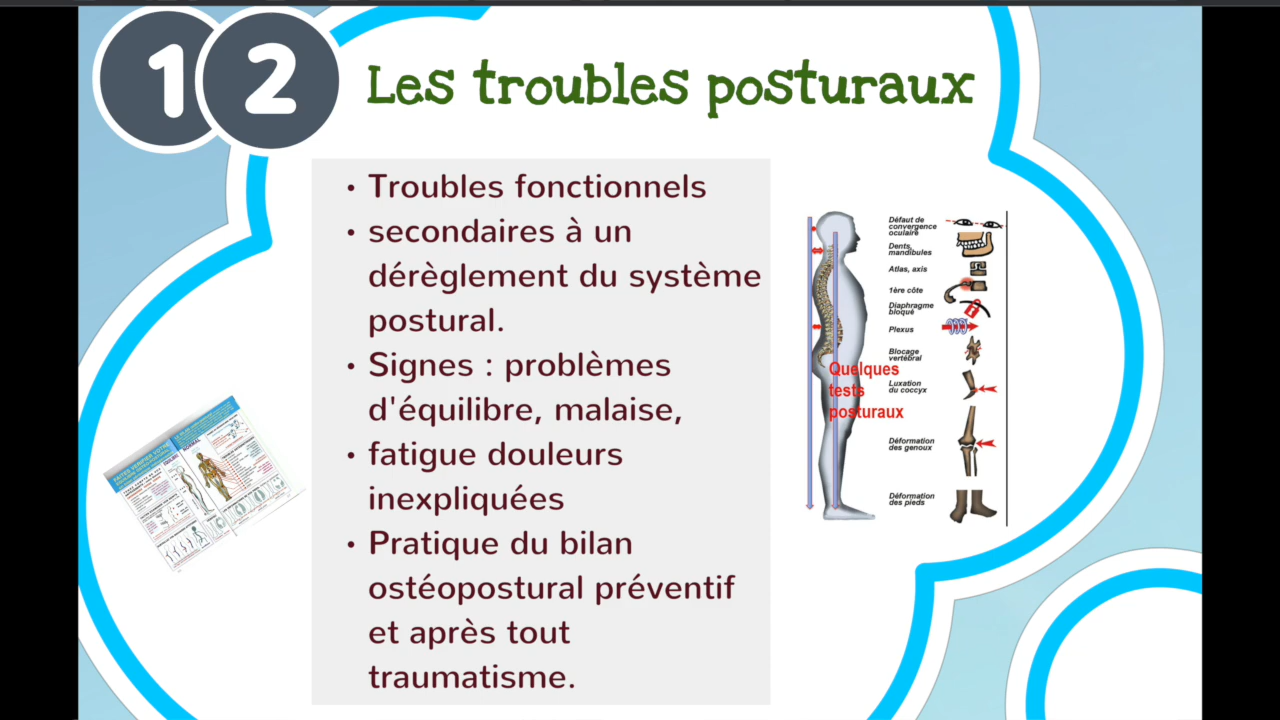 1 2
Les troubles posturaux
• Troubles fonctionnels
• secondaires à un
dérèglement du système
postural.
• Signes : problèmes
d'équilibre, malaise,
• fatigue douleurs
inexpliquées
• Pratique du bilan
ostéopostural préventif
et après tout
traumatisme.
Défaut de
convergence
oculaire
Dents,
mandibules
Atlas, axis
1ère côte
Diaphragme
bloqué
Plexus
Blocage
vertébral
Quelques
tests
posturaux
Luxation
du coccyx
Déformation
des genoux
Déformation
des pieds